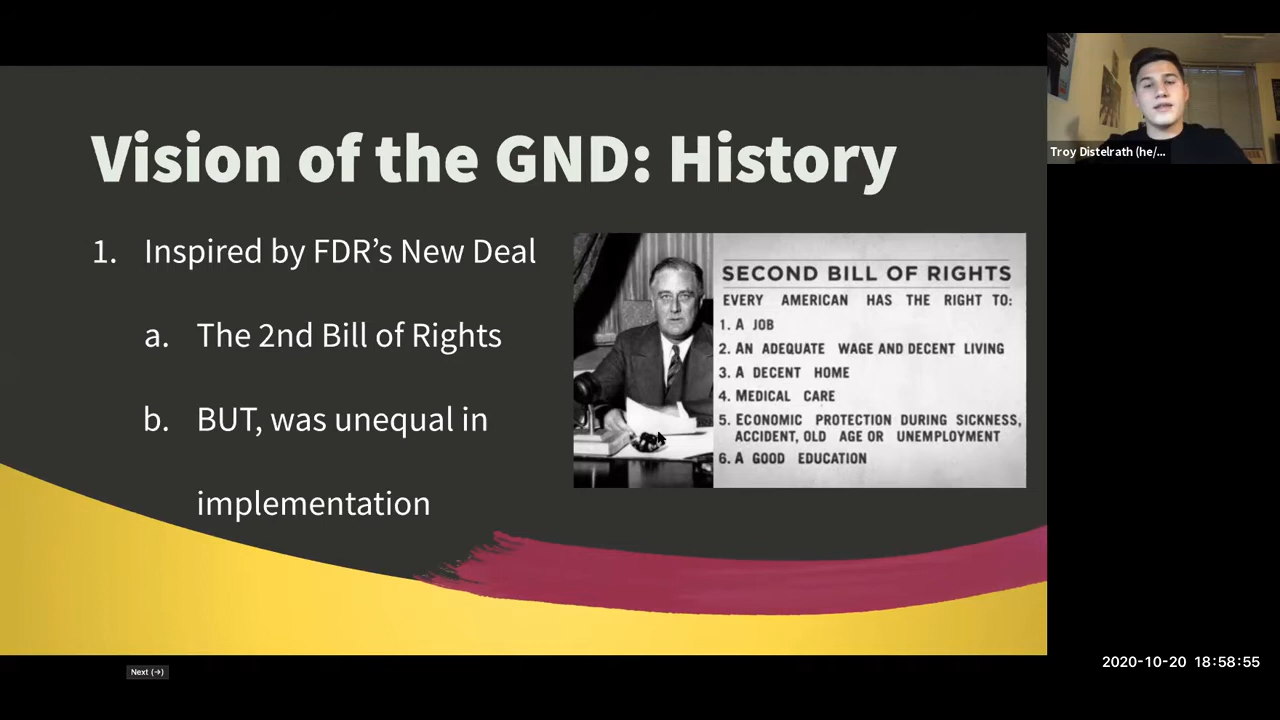 Vision of the GND: History
1. Inspired by FDR’s New Deal
a. The 2nd Bill of Rights
b. BUT, was unequal in
implementation
SECOND BILL OF RIGHTS
EVERY AMERICAN HAS THE RIGHT TO:
1. A JOB
2. AN ADEQUATE WAGE AND DECENT LIVING
3. A DECENT HOME
4. MEDICAL CARE
5. ECONOMIC PROTECTION DURING SICKNESS,
ACCIDENT, OLD AGE OR UNEMPLOYMENT
6. A GOOD EDUCATION
Troy Distelrath (he/...
Next (→)
2020-10-20 18:58:55